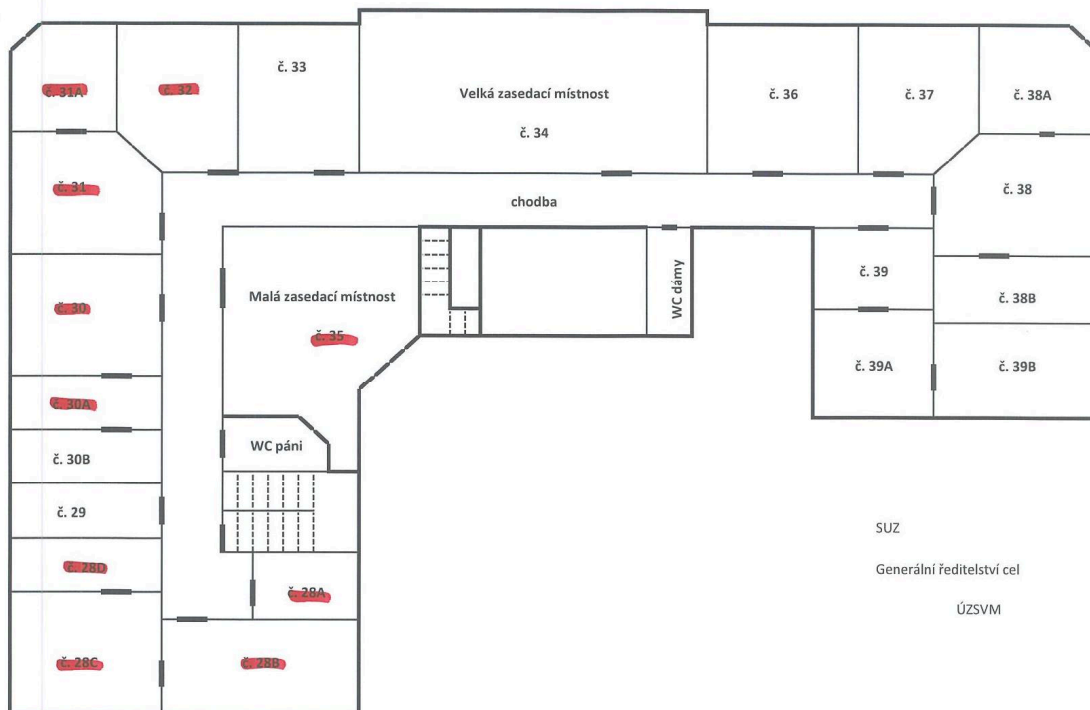 č. 31A
č. 32
č. 33
Velká zasedací místnost
č. 34
č. 36
č. 37
č. 38A
č. 31
chodba
č. 38
č. 30
Malá zasedací místnost
č. 35
WC dámy
č. 39
č. 38B
č. 39A
č. 39B
č. 30A
č. 30B
WC páni
č. 29
č. 28D
č. 28A
č. 28C
č. 28B
SUZ
Generální ředitelství cel
ÚZSVM